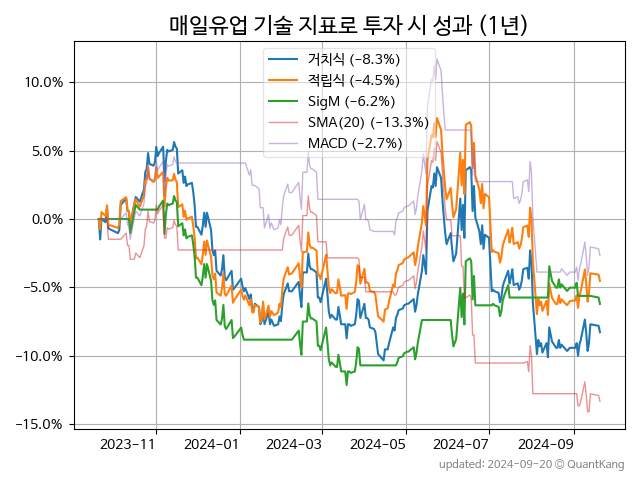 매일유업 기술 지표로 투자 시 성과 (1년)
거치식 (−8.3%)
적립식 (−4.5%)
SigM (−6.2%)
SMA(20) (−13.3%)
MACD (−2.7%)
10.0%
5.0%
0.0%
−5.0%
−10.0%
−15.0%
2023-11 2024-01 2024-03 2024-05 2024-07 2024-09
updated: 2024-09-20 © QuantKang